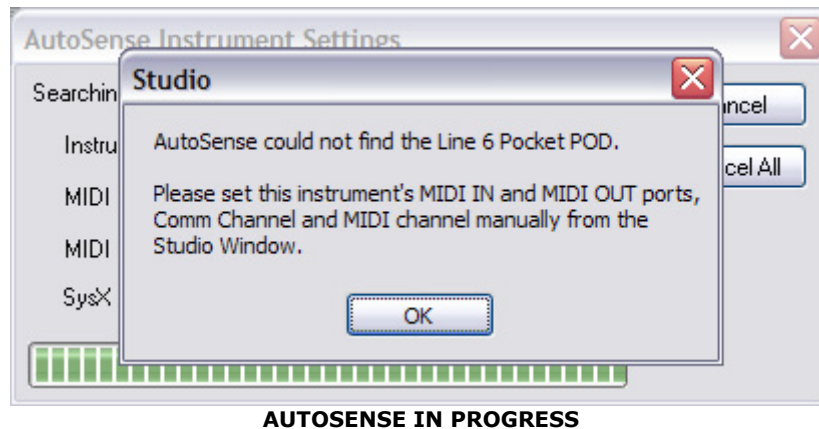 AutoSense Instrument Settings
Studio
Searchin
AutoSense could not find the Line 6 Pocket POD.
Instru
MIDI
Please set this instrument's MIDI IN and MIDI OUT ports,
Comm Channel and MIDI channel manually from the
Studio Window.
MIDI
SysX
ncel
cel All
OK
AUTOSENSE IN PROGRESS